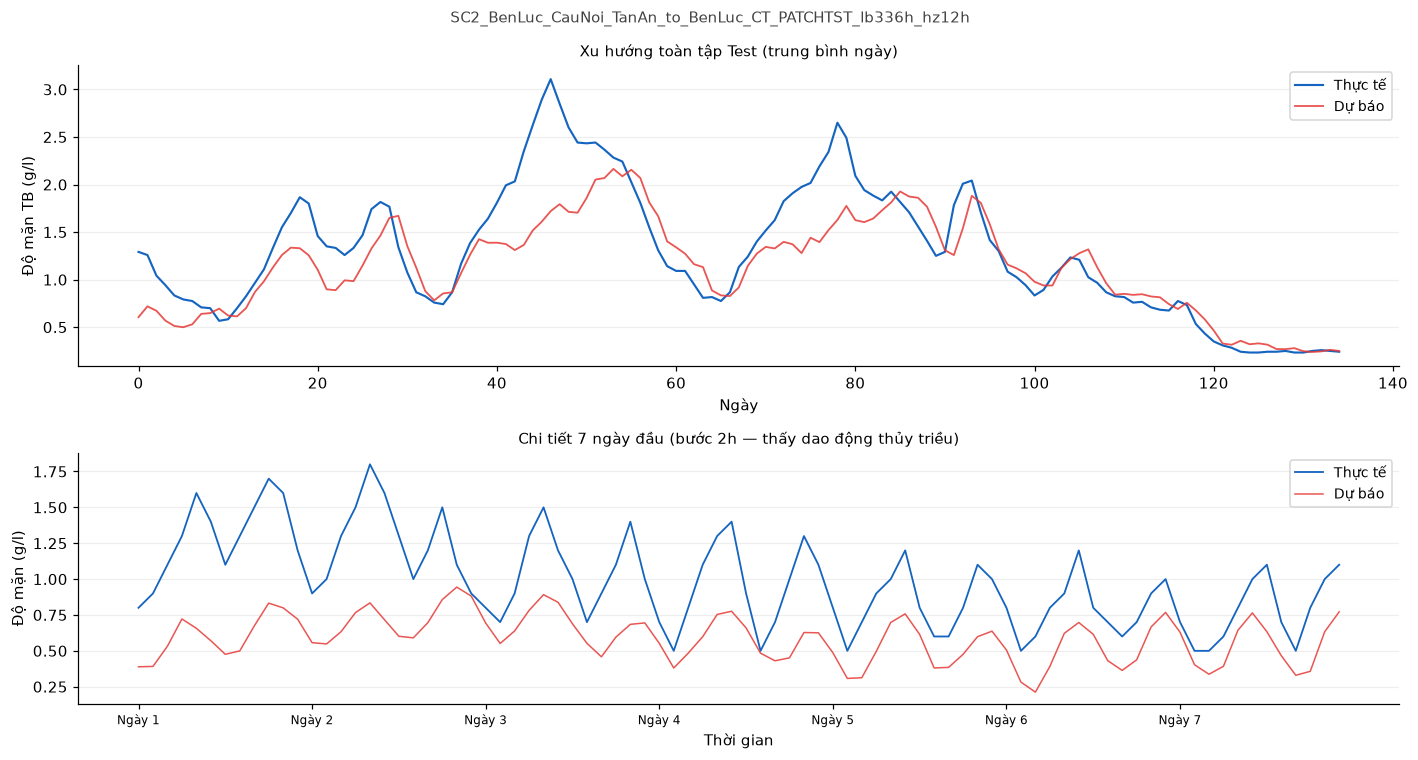 SC2_BenLuc_CauNoi_TanAn_to_BenLuc_CT_PATCHTST_lb336h_hz12h
Xu hướng toàn tập Test (trung bình ngày)
Độ mặn TB (g/l)
3.0
2.5
2.0
1.5
1.0
0.5
Thực tế
Dự báo
0 20 40 60 80 100 120 140
Ngày
Chi tiết 7 ngày đầu (bước 2h — thấy dao động thủy triều)
Độ mặn (g/l)
1.75
1.50
1.25
1.00
0.75
0.50
0.25
Thực tế
Dự báo
Ngày 1 Ngày 2 Ngày 3 Ngày 4 Ngày 5 Ngày 6 Ngày 7
Thời gian